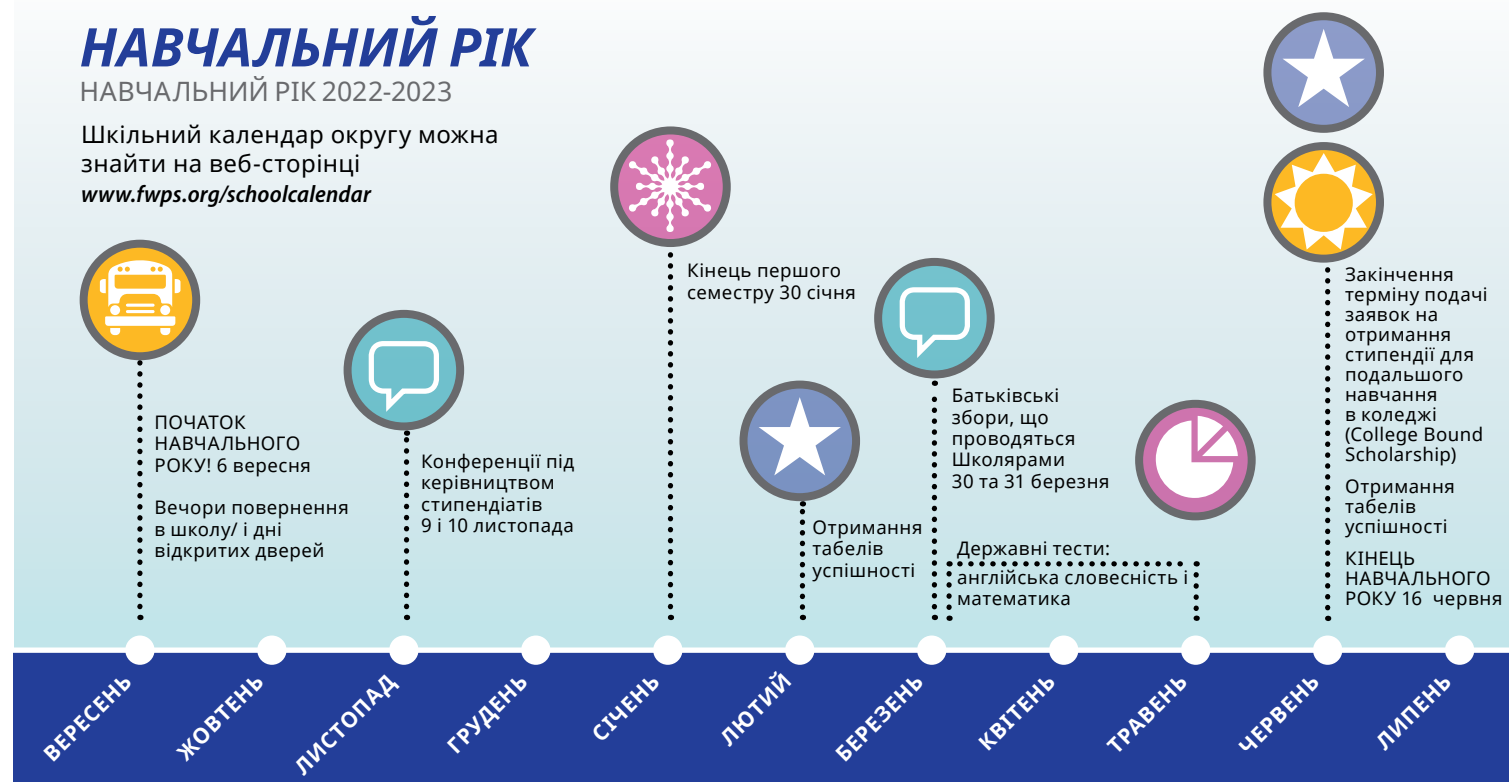 НАВЧАЛЬНИЙ РІК
НАВЧАЛЬНИЙ РІК 2022-2023
Шкільний календар округу можна
знайти на веб-сторінці
www.fwps.org/schoolcalendar
ПОЧАТОК
НАВЧАЛЬНОГО
РОКУ! 6 вересня
Вечори повернення
в школу/ і дні
відкритих дверей
Конференції під
керівництвом
стипендіатів
9 і 10 листопада
Кінець першого
семестру 30 січня
Отримання
табелів
успішності
Батьківські
збори, що
проводяться
Школярами
30 та 31 березня
Державні тести:
англійська словесність і
математика
Закінчення
терміну подачі
заявок на
отримання
стипендії для
подальшого
навчання
в коледжі
(College Bound
Scholarship)
Отримання
табелів
успішності
КІНЕЦЬ
НАВЧАЛЬНОГО
РОКУ 16 червня
ВЕРЕСЕНЬ
ЖОВТЕНЬ
ЛИСТОПАД
ГРУДЕНЬ
СІЧЕНЬ
ЛЮТИЙ
БЕРЕЗЕНЬ
КВІТЕНЬ
ТРАВЕНЬ
ЧЕРВЕНЬ
ЛИПЕНЬ